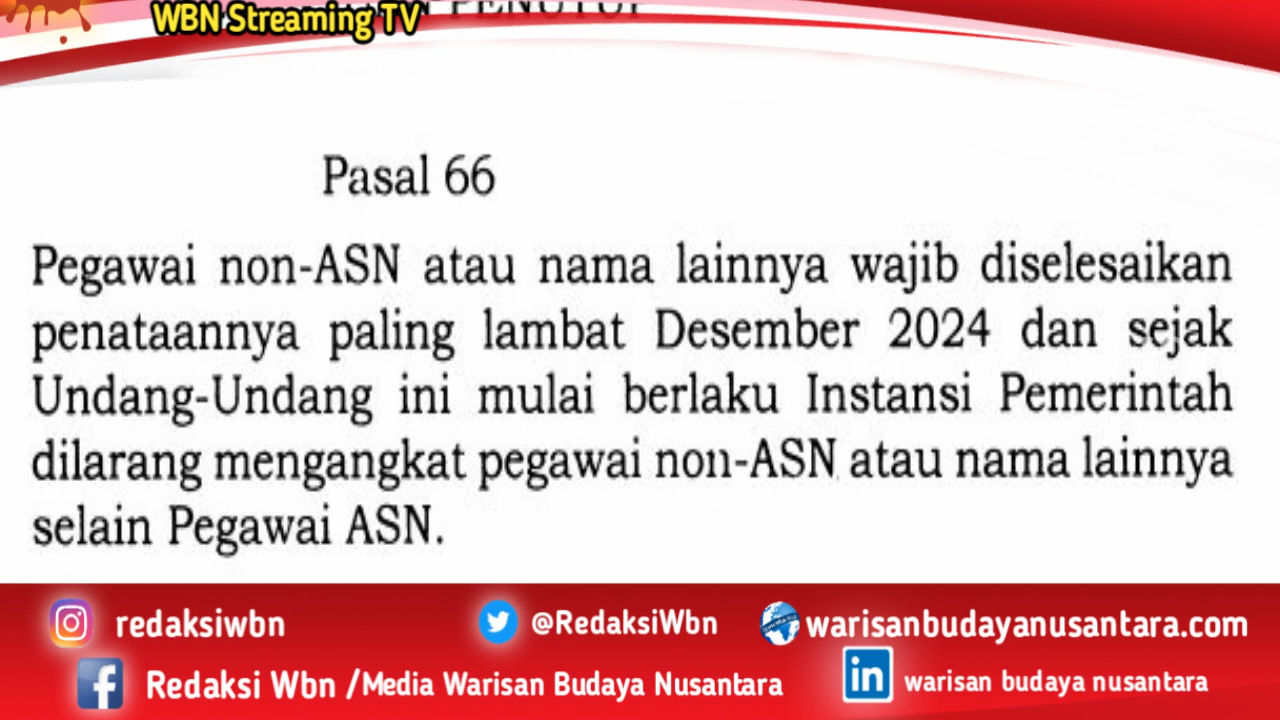 WBN Streaming TV
PENUTUP
Pasal 66
Pegawai non-ASN atau nama lainnya wajib diselesaikan
penataannya paling lambat Desember 2024 dan sejak
Undang-Undang ini mulai berlaku Instansi Pemerintah
dilarang mengangkat pegawai non-ASN atau nama lainnya
selain Pegawai ASN.
redaksiwbn
@RedaksiWbn
warisanbudayanusantara.com
Redaksi Wbn /Media Warisan Budaya Nusantara
warisan budaya nusantara